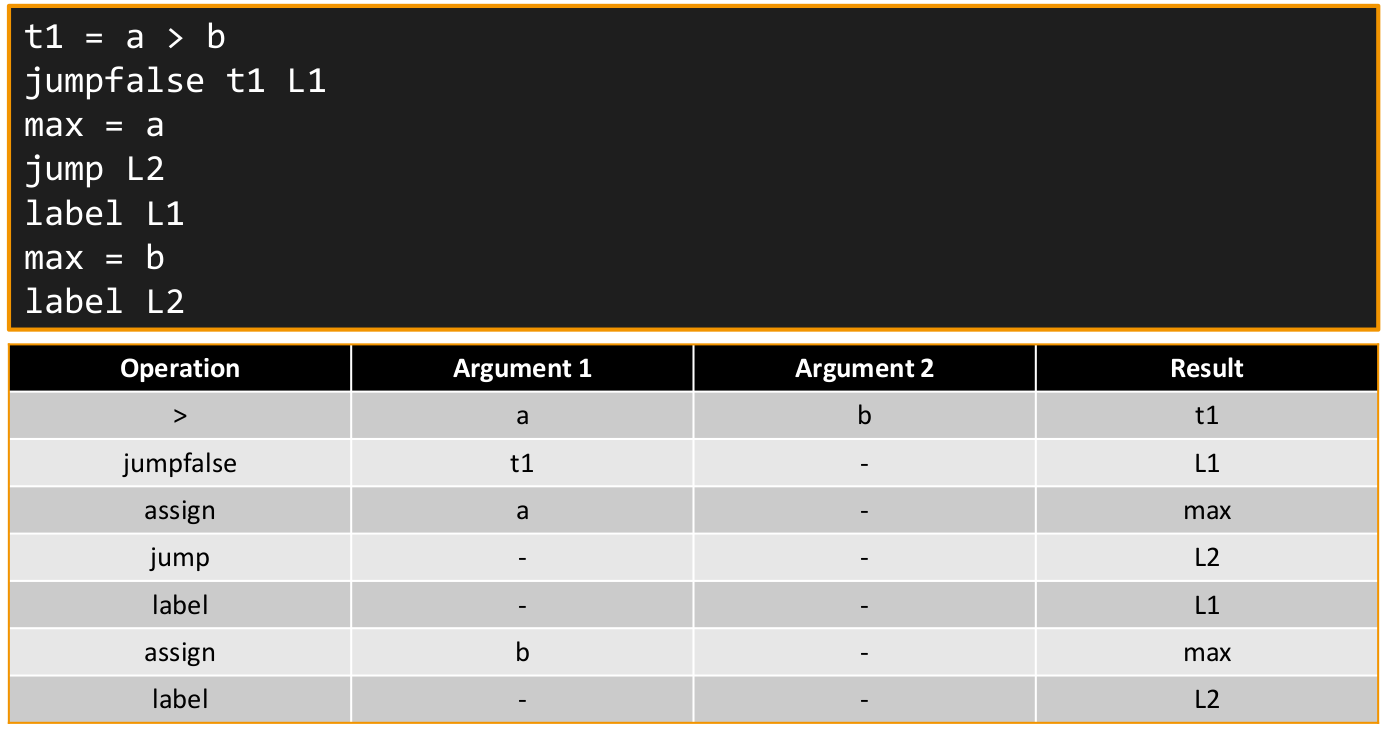 t1 = a > b
jumpfalse t1 L1
max = a
jump L2
label L1
max = b
label L2
Operation Argument 1 Argument 2 Result
> a b t1
jumpfalse t1 - L1
assign a - max
jump - - L2
label - - L1
assign b - max
label - - L2